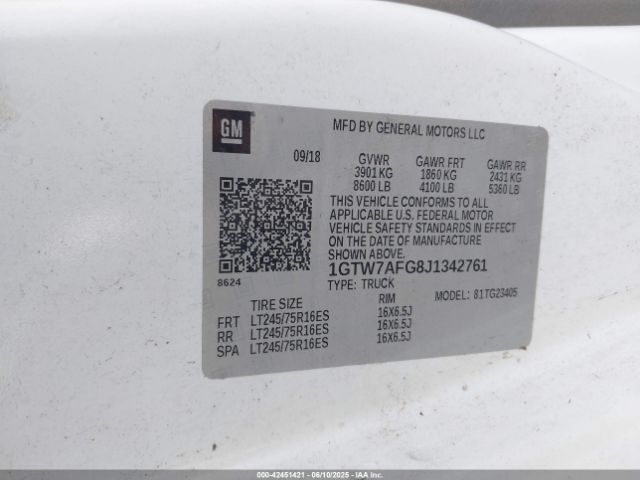 GM
MFD BY GENERAL MOTORS LLC
09/18 GVWR GAWR FRT GAWR RR
3901 KG 1860 KG 2431 KG
8600 LB 4100 LB 5360 LB
THIS VEHICLE CONFORMS TO ALL
APPLICABLE U.S. FEDERAL MOTOR
VEHICLE SAFETY STANDARDS IN EFFECT
ON THE DATE OF MANUFACTURE
SHOWN ABOVE.
1GTW7AFG8J1342761
8624 TYPE: TRUCK MODEL: 81TG23405
TIRE SIZE RIM
FRT LT245/75R16ES 16X6.5J
RR LT245/75R16ES 16X6.5J
SPA LT245/75R16ES 16X6.5J
000-42451421 - 06/10/2025 - IAAI.COM